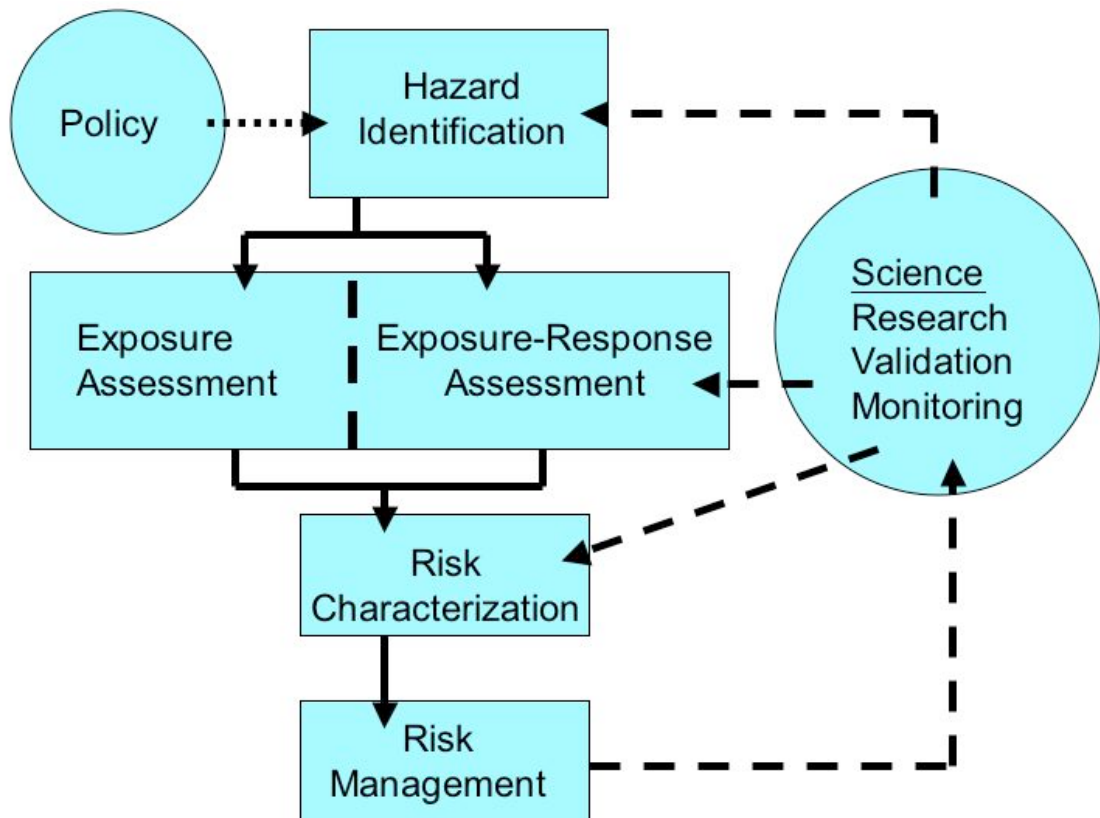 Policy
Hazard
Identification
Exposure
Assessment
Exposure-Response
Assessment
Science
Research
Validation
Monitoring
Risk
Characterization
Risk
Management